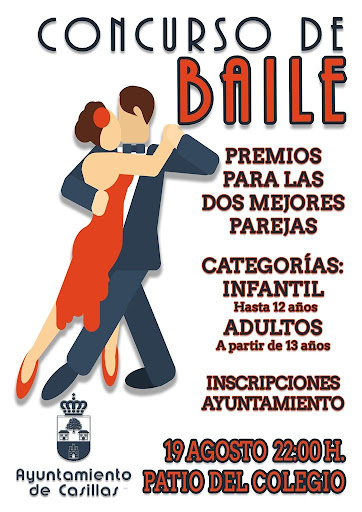 CONCURSO DE
BAILE
PREMIOS
PARA LAS
DOS MEJORES
PAREJAS
CATEGORÍAS:
INFANTIL
Hasta 12 años
ADULTOS
A partir de 13 años
INSCRIPCIONES
AYUNTAMIENTO
19 AGOSTO 22:00 H.
PATIO DEL COLEGIO
Ayuntamiento
de Casillas